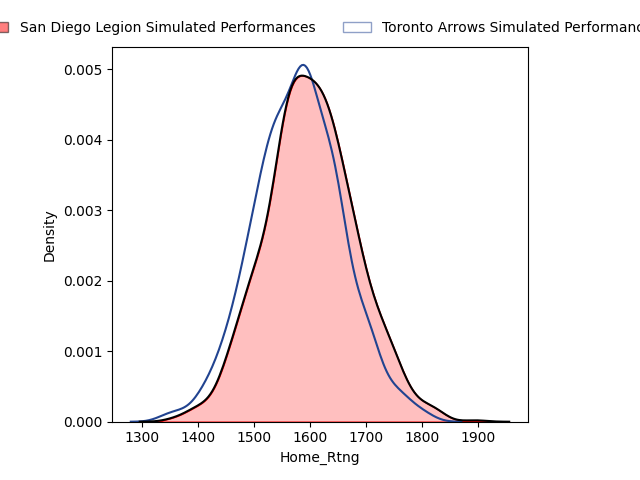 San Diego Legion Simulated Performances Toronto Arrows Simulated
0.005
0.004
0.003
0.002
0.001
0.000
Density
1300 1400 1500 1600 1700 1800 1900
Home_Rtng